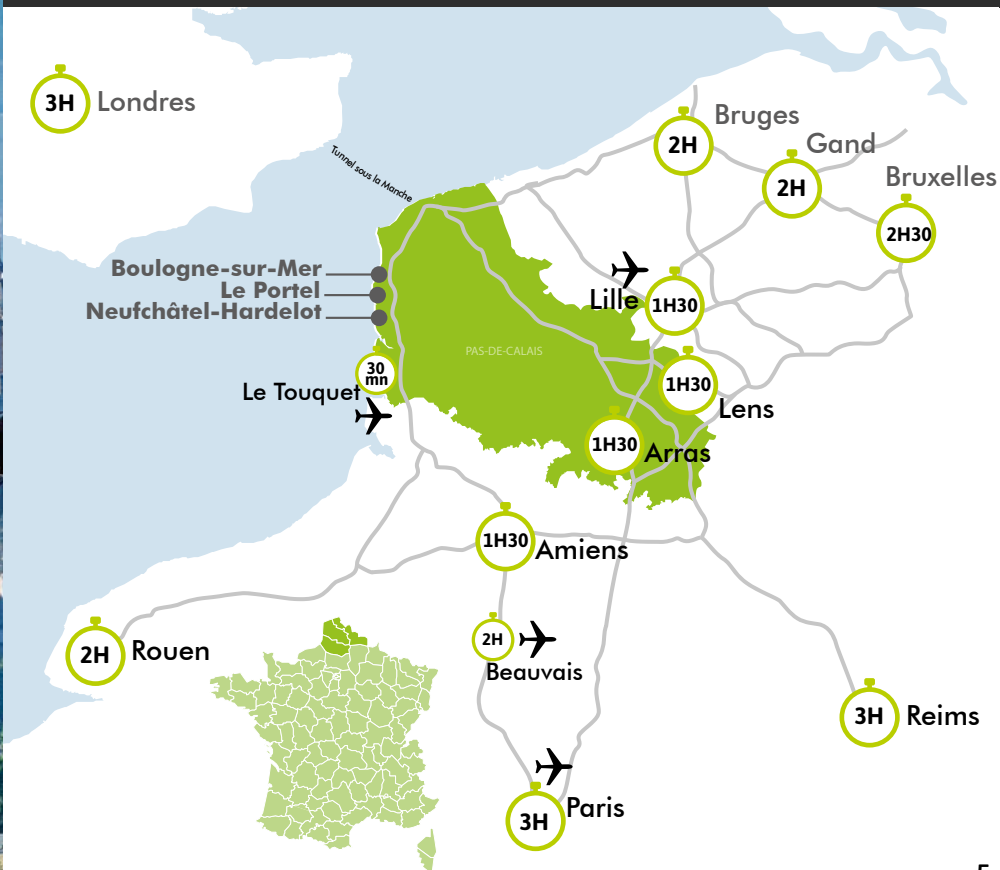 3H Londres
Tunnel sous la Manche
Bruges
2H
Gand
2H
Bruxelles
2H30
Boulogne-sur-Mer
Le Portel
Neufchâtel-Hardelot
Lille
1H30
PAS-DE-CALAIS
30
mn
Le Touquet
1H30
Lens
1H30
Arras
1H30
Amiens
2H
Rouen
2H
Beauvais
3H
Reims
3H
Paris